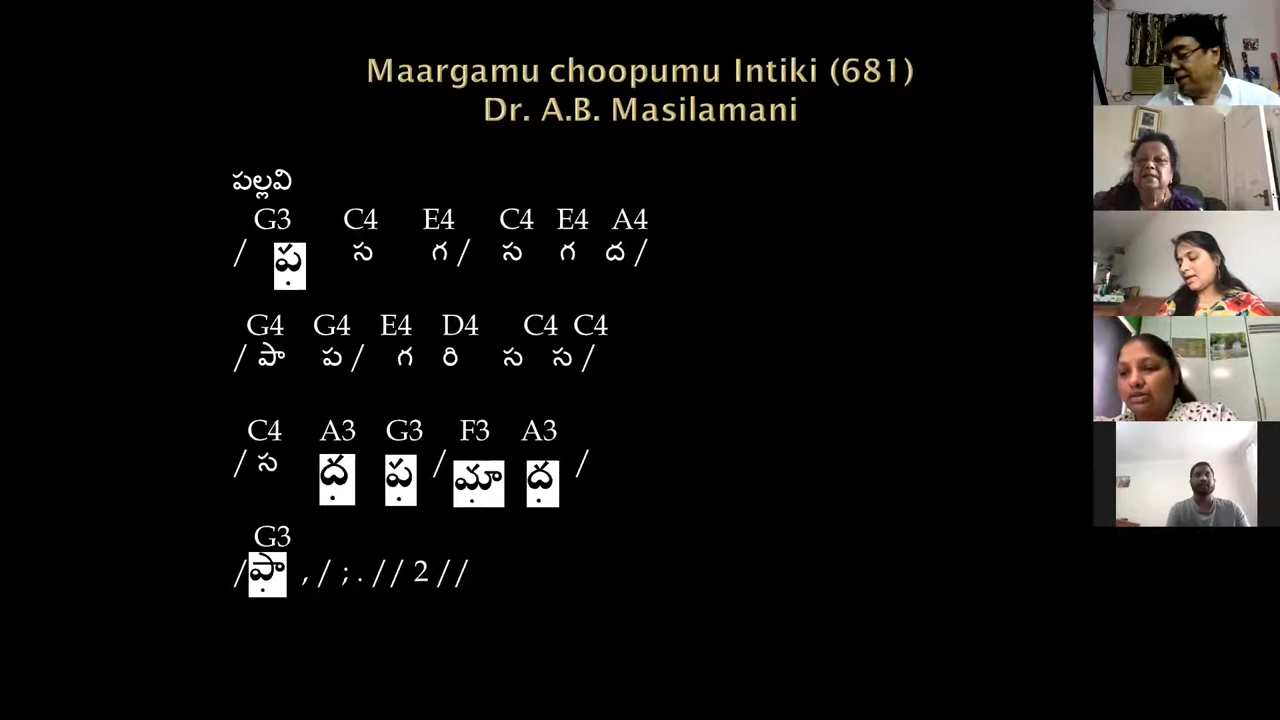 Maargamu choopumu Intiki (681)
Dr. A.B. Masilamani
పల్లవి
G3 C4 E4 C4 E4 A4
/ ప̣ స గ / స గ ద /
G4 G4 E4 D4 C4 C4
/ పా ప / గ రి స స /
C4 A3 G3 F3 A3
/ స ద̣ ప̣ / మా̣ ద̣ /
G3
/ పా̣ , / ; . // 2 //